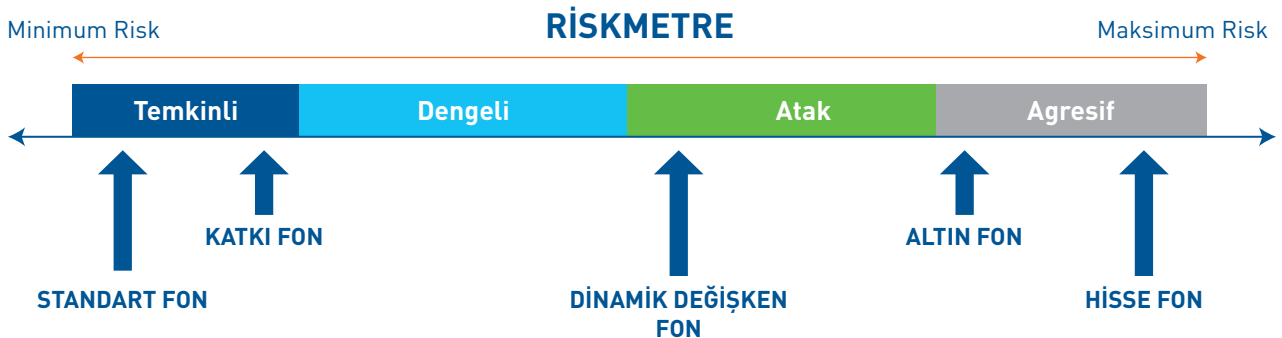 RİSKMETRE
Minimum Risk
Maksimum Risk
Temkinli
Dengeli
Atak
Agresif
KATKI FON
ALTIN FON
STANDART FON
DİNAMİK DEĞİŞKEN
FON
HİSSE FON